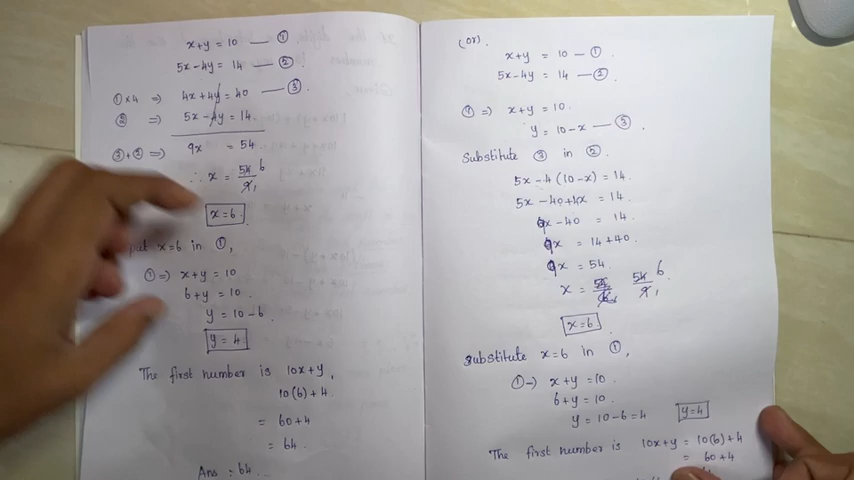 x+y = 10 — ①
5x-4y = 14 — ②
①×4 ⇒ 4x+4y = 40 — ③.
② ⇒ 5x-4y = 14
9x = 54
∴ x = 54/9 6 1
x=6.
put x=6 in ①,
①⇒ x+y = 10
6+y = 10
y = 10-6
y = 4
The first number is 10x+y,
10(6)+4
= 60+4
= 64
Ans : 64
(or).
x+y = 10 — ①
5x-4y = 14 — ②
⇒ x+y = 10.
y = 10-x — ③
Substitute ③ in ②
5x-4(10-x) = 14.
5x-40+4x = 14
9x-40 = 14
9x = 14+40
9x = 54
x = 54/9 6 1
x=6
Substitute x=6 in ①,
①→ x+y = 10
6+y = 10
y = 10-6 = 4 y=4
The first number is 10x+y = 10(6)+4
= 60+4